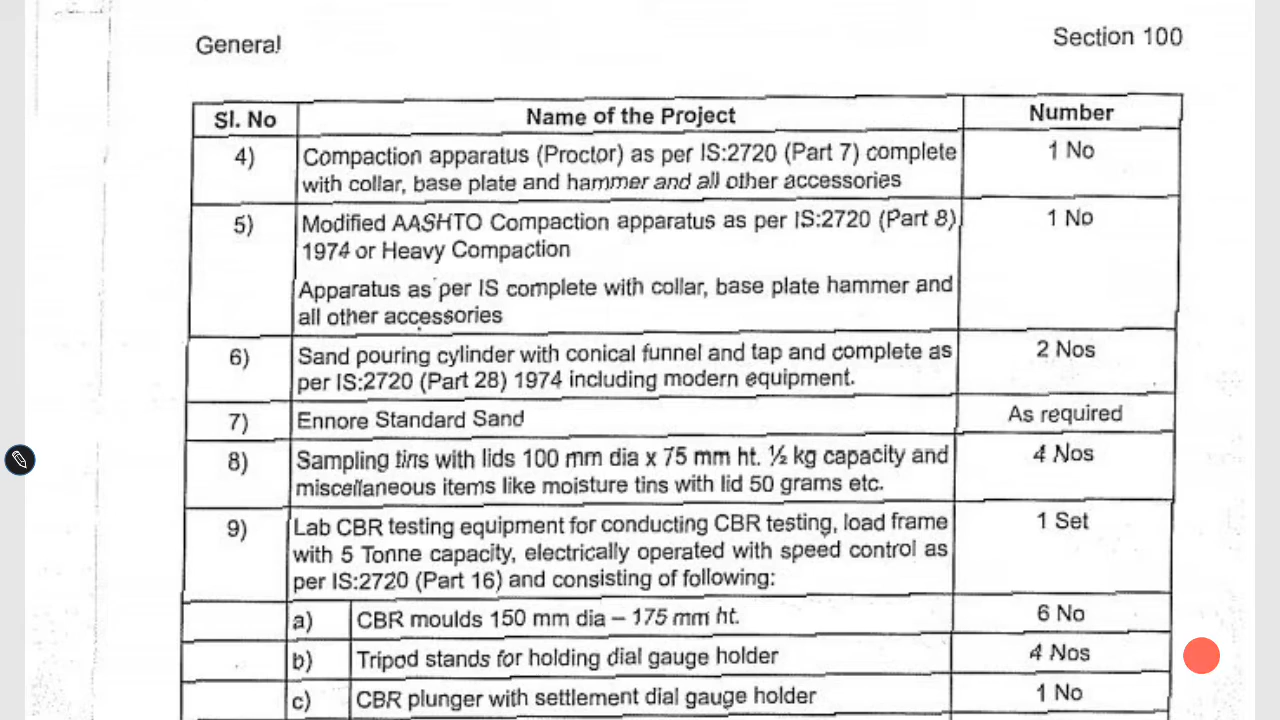 General
Section 100
Sl. No
Name of the Project
Number
4)
Compaction apparatus (Proctor) as per IS:2720 (Part 7) complete
with collar, base plate and hammer and all other accessories
1 No
5)
Modified AASHTO Compaction apparatus as per IS:2720 (Part 8)
1974 or Heavy Compaction
Apparatus as per IS complete with collar, base plate hammer and
all other accessories
1 No
6)
Sand pouring cylinder with conical funnel and tap and complete as
per IS:2720 (Part 28) 1974 including modern equipment.
2 Nos
7)
Ennore Standard Sand
As required
8)
Sampling tins with lids 100 mm dia x 75 mm ht. ½ kg capacity and
miscellaneous items like moisture tins with lid 50 grams etc.
4 Nos
9)
Lab CBR testing equipment for conducting CBR testing, load frame
with 5 Tonne capacity, electrically operated with speed control as
per IS:2720 (Part 16) and consisting of following:
1 Set
a)
CBR moulds 150 mm dia – 175 mm ht.
6 No
b)
Tripod stands for holding dial gauge holder
4 Nos
c)
CBR plunger with settlement dial gauge holder
1 No